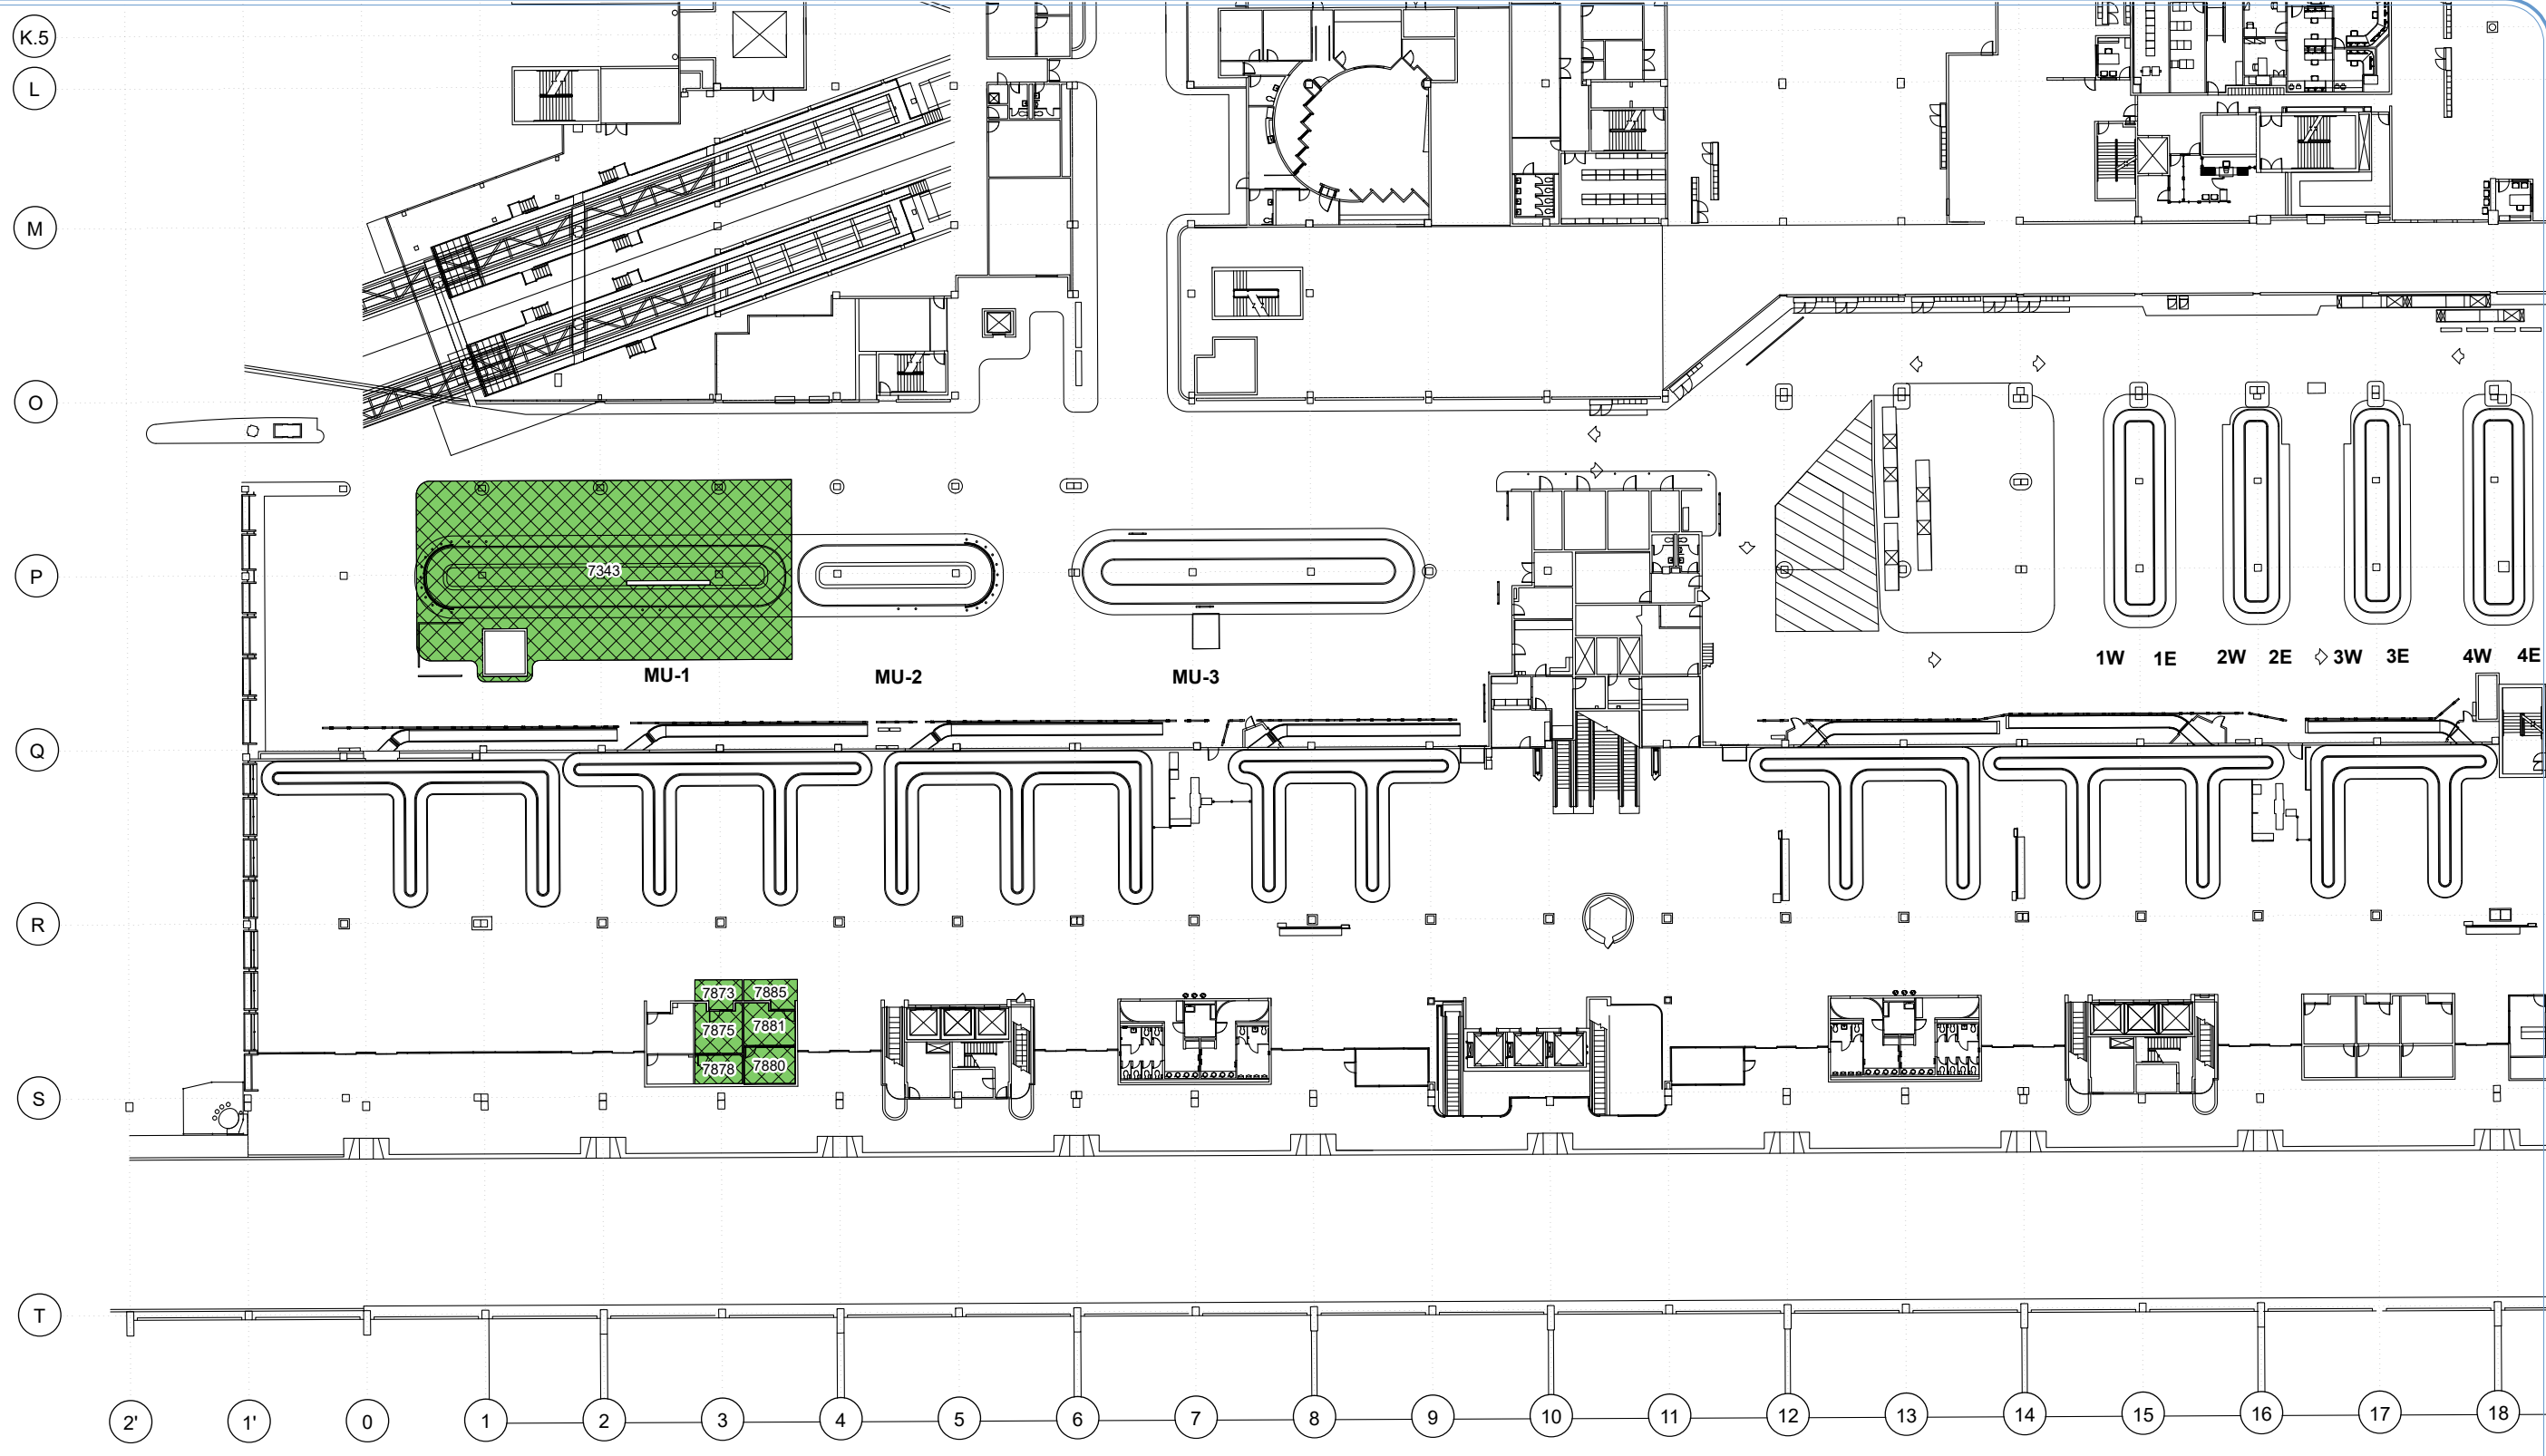 K.5
L
M
O
P
7343
MU-1
MU-2
MU-3
1W 1E 2W 2E 3W 3E 4W 4E
Q
R
7873 7885
7875 7881
7878 7880
S
T
2' 1' 0 1 2 3 4 5 6 7 8 9 10 11 12 13 14 15 16 17 18